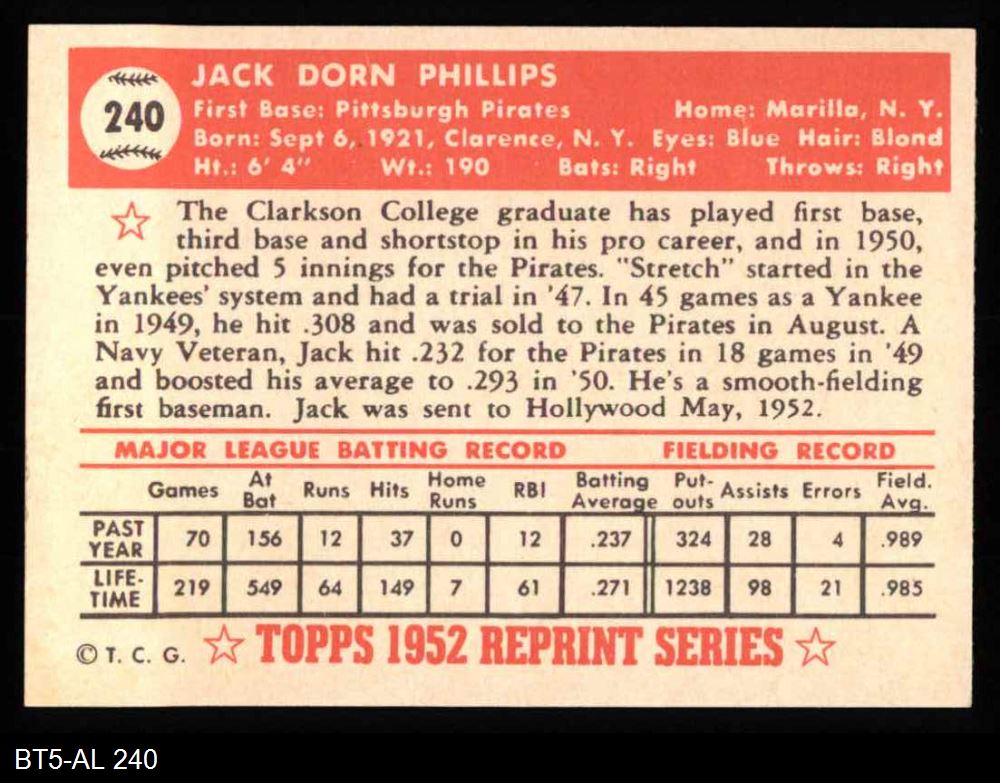 JACK DORN PHILLIPS
240
First Base: Pittsburgh Pirates Home: Marilla, N. Y.
Born: Sept 6, 1921, Clarence, N. Y. Eyes: Blue Hair: Blond
Ht.: 6' 4" Wt.: 190 Bats: Right Throws: Right
The Clarkson College graduate has played first base,
third base and shortstop in his pro career, and in 1950,
even pitched 5 innings for the Pirates. "Stretch" started in the
Yankees' system and had a trial in '47. In 45 games as a Yankee
in 1949, he hit .308 and was sold to the Pirates in August. A
Navy Veteran, Jack hit .232 for the Pirates in 18 games in '49
and boosted his average to .293 in '50. He's a smooth-fielding
first baseman. Jack was sent to Hollywood May, 1952.
MAJOR LEAGUE BATTING RECORD FIELDING RECORD
Games At Bat Runs Hits Home Runs RBI Batting Average Put-outs Assists Errors Field. Avg.
PAST YEAR 70 156 12 37 0 12 .237 324 28 4 .989
LIFE-TIME 219 549 64 149 7 61 .271 1238 98 21 .985
© T. C. G. ☆ TOPPS 1952 REPRINT SERIES ☆
BT5-AL 240